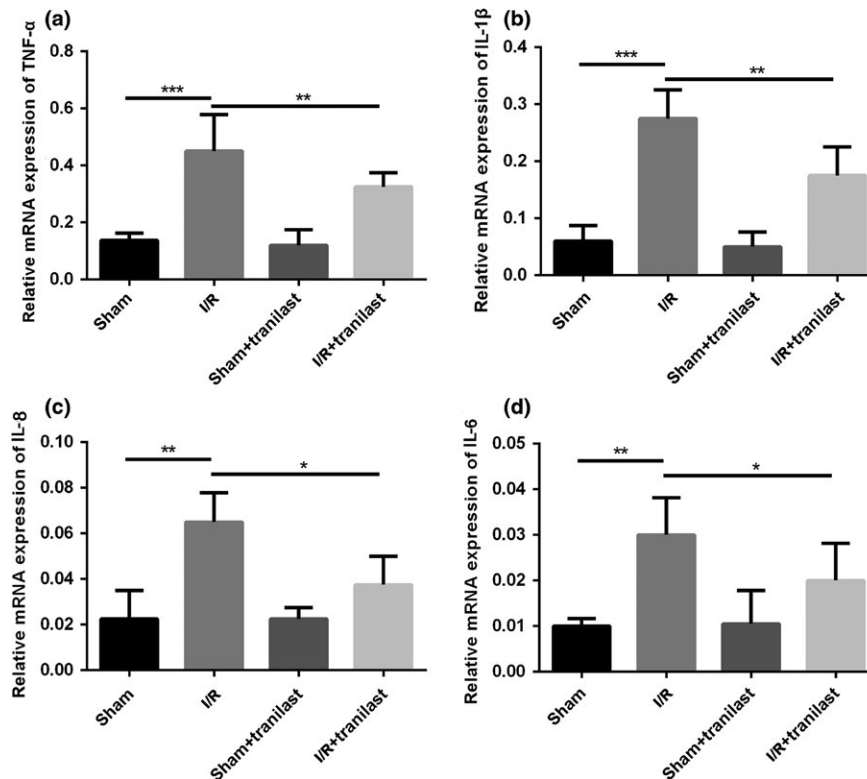 (a)
Relative mRNA expression of TNF-α
0.8
0.6
0.4
0.2
0.0
***
**
Sham
I/R
Sham+tranilast
I/R+tranilast
(b)
Relative mRNA expression of IL-1β
0.4
0.3
0.2
0.1
0.0
***
**
Sham
I/R
Sham+tranilast
I/R+tranilast
(c)
Relative mRNA expression of IL-8
0.10
0.08
0.06
0.04
0.02
0.00
**
*
Sham
I/R
Sham+tranilast
I/R+tranilast
(d)
Relative mRNA expression of IL-6
0.05
0.04
0.03
0.02
0.01
0.00
**
*
Sham
I/R
Sham+tranilast
I/R+tranilast